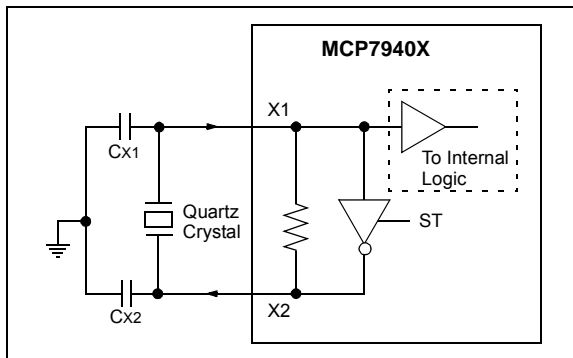 MCP7940X
X1
CX1
To Internal
Logic
Quartz
Crystal
ST
X2
CX2